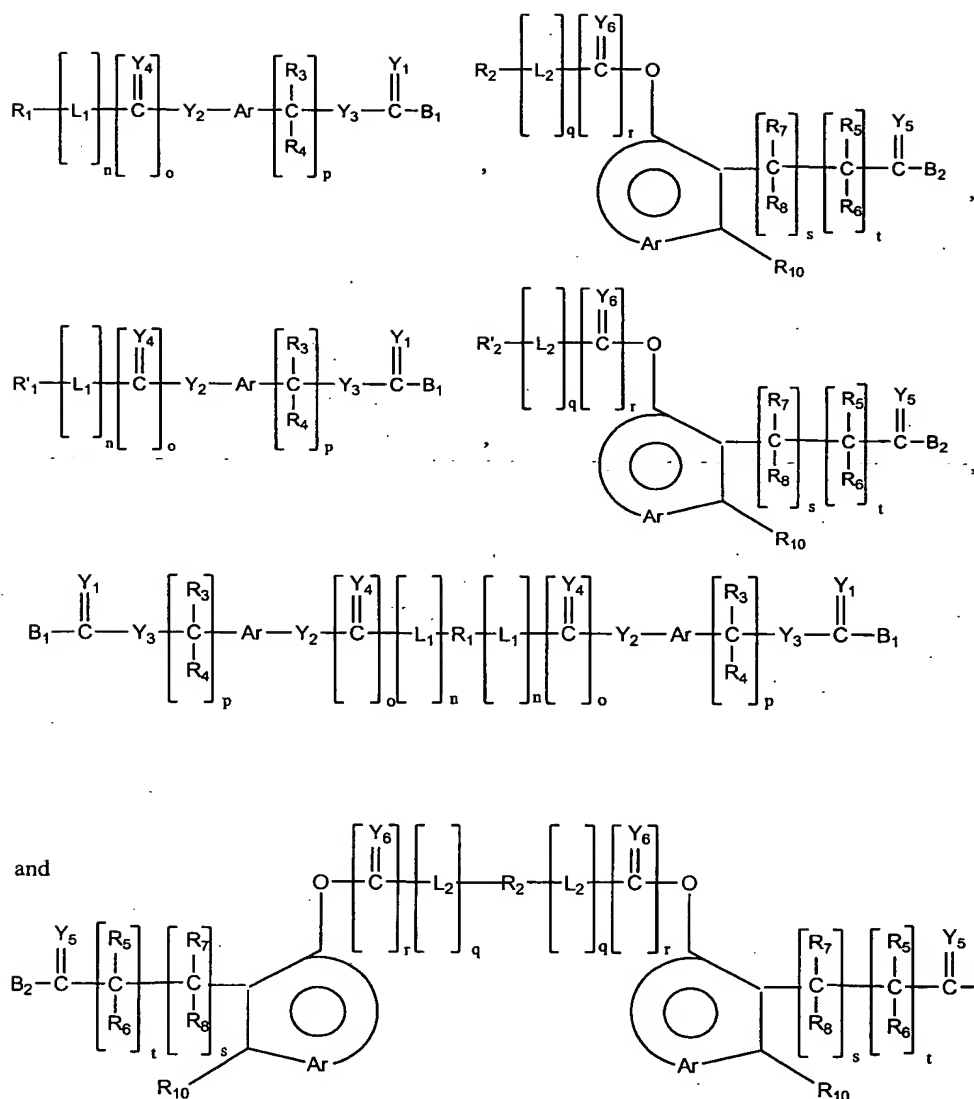 R₁—[L₁]n[C(=Y₄)]o—Y₂—Ar—[C(R₃)(R₄)]p—Y₃—C(=Y₁)—B₁ ,
R₂—[L₂]q[C(=Y₆)]r—O Ar R₁₀ [C(R₇)(R₈)]s[C(R₅)(R₆)]t—C(=Y₅)—B₂ ,
R'₁—[L₁]n[C(=Y₄)]o—Y₂—Ar—[C(R₃)(R₄)]p—Y₃—C(=Y₁)—B₁ ,
R'₂—[L₂]q[C(=Y₆)]r—O Ar R₁₀ [C(R₇)(R₈)]s[C(R₅)(R₆)]t—C(=Y₅)—B₂ ,
B₁—C(=Y₁)—Y₃—[C(R₃)(R₄)]p—Ar—Y₂—[C(=Y₄)]o[L₁]n—R₁—[L₁]n[C(=Y₄)]o—Y₂—Ar—[C(R₃)(R₄)]p—Y₃—C(=Y₁)—B₁
and
O—[C(=Y₆)]r[L₂]q—R₂—[L₂]q[C(=Y₆)]r—O
B₂—C(=Y₅)—[C(R₅)(R₆)]t[C(R₇)(R₈)]s Ar R₁₀
Ar R₁₀ [C(R₇)(R₈)]s[C(R₅)(R₆)]t—C(=Y₅)—